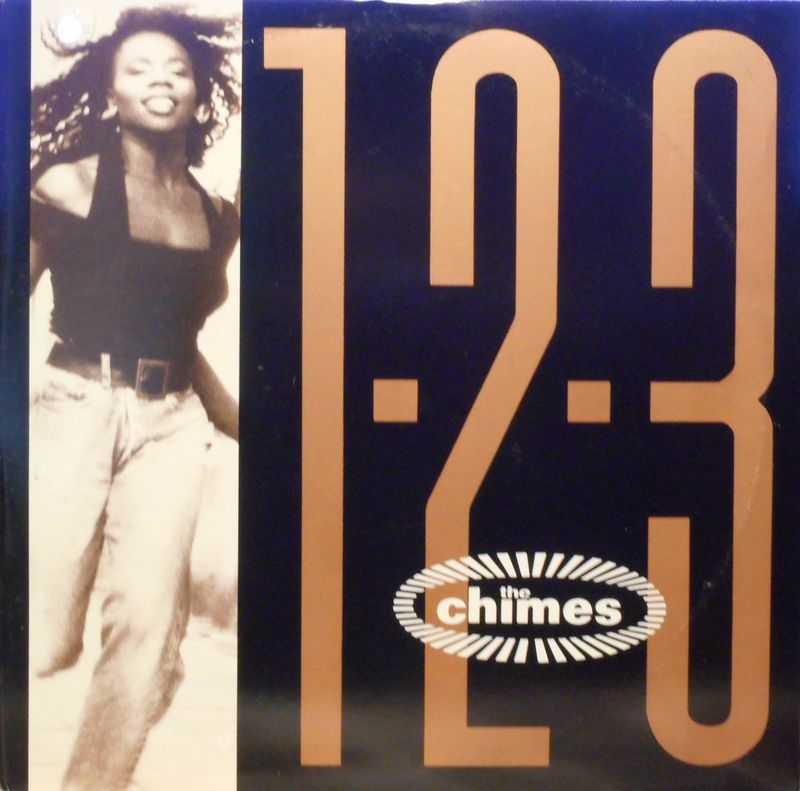 1·2·3
the
chimes